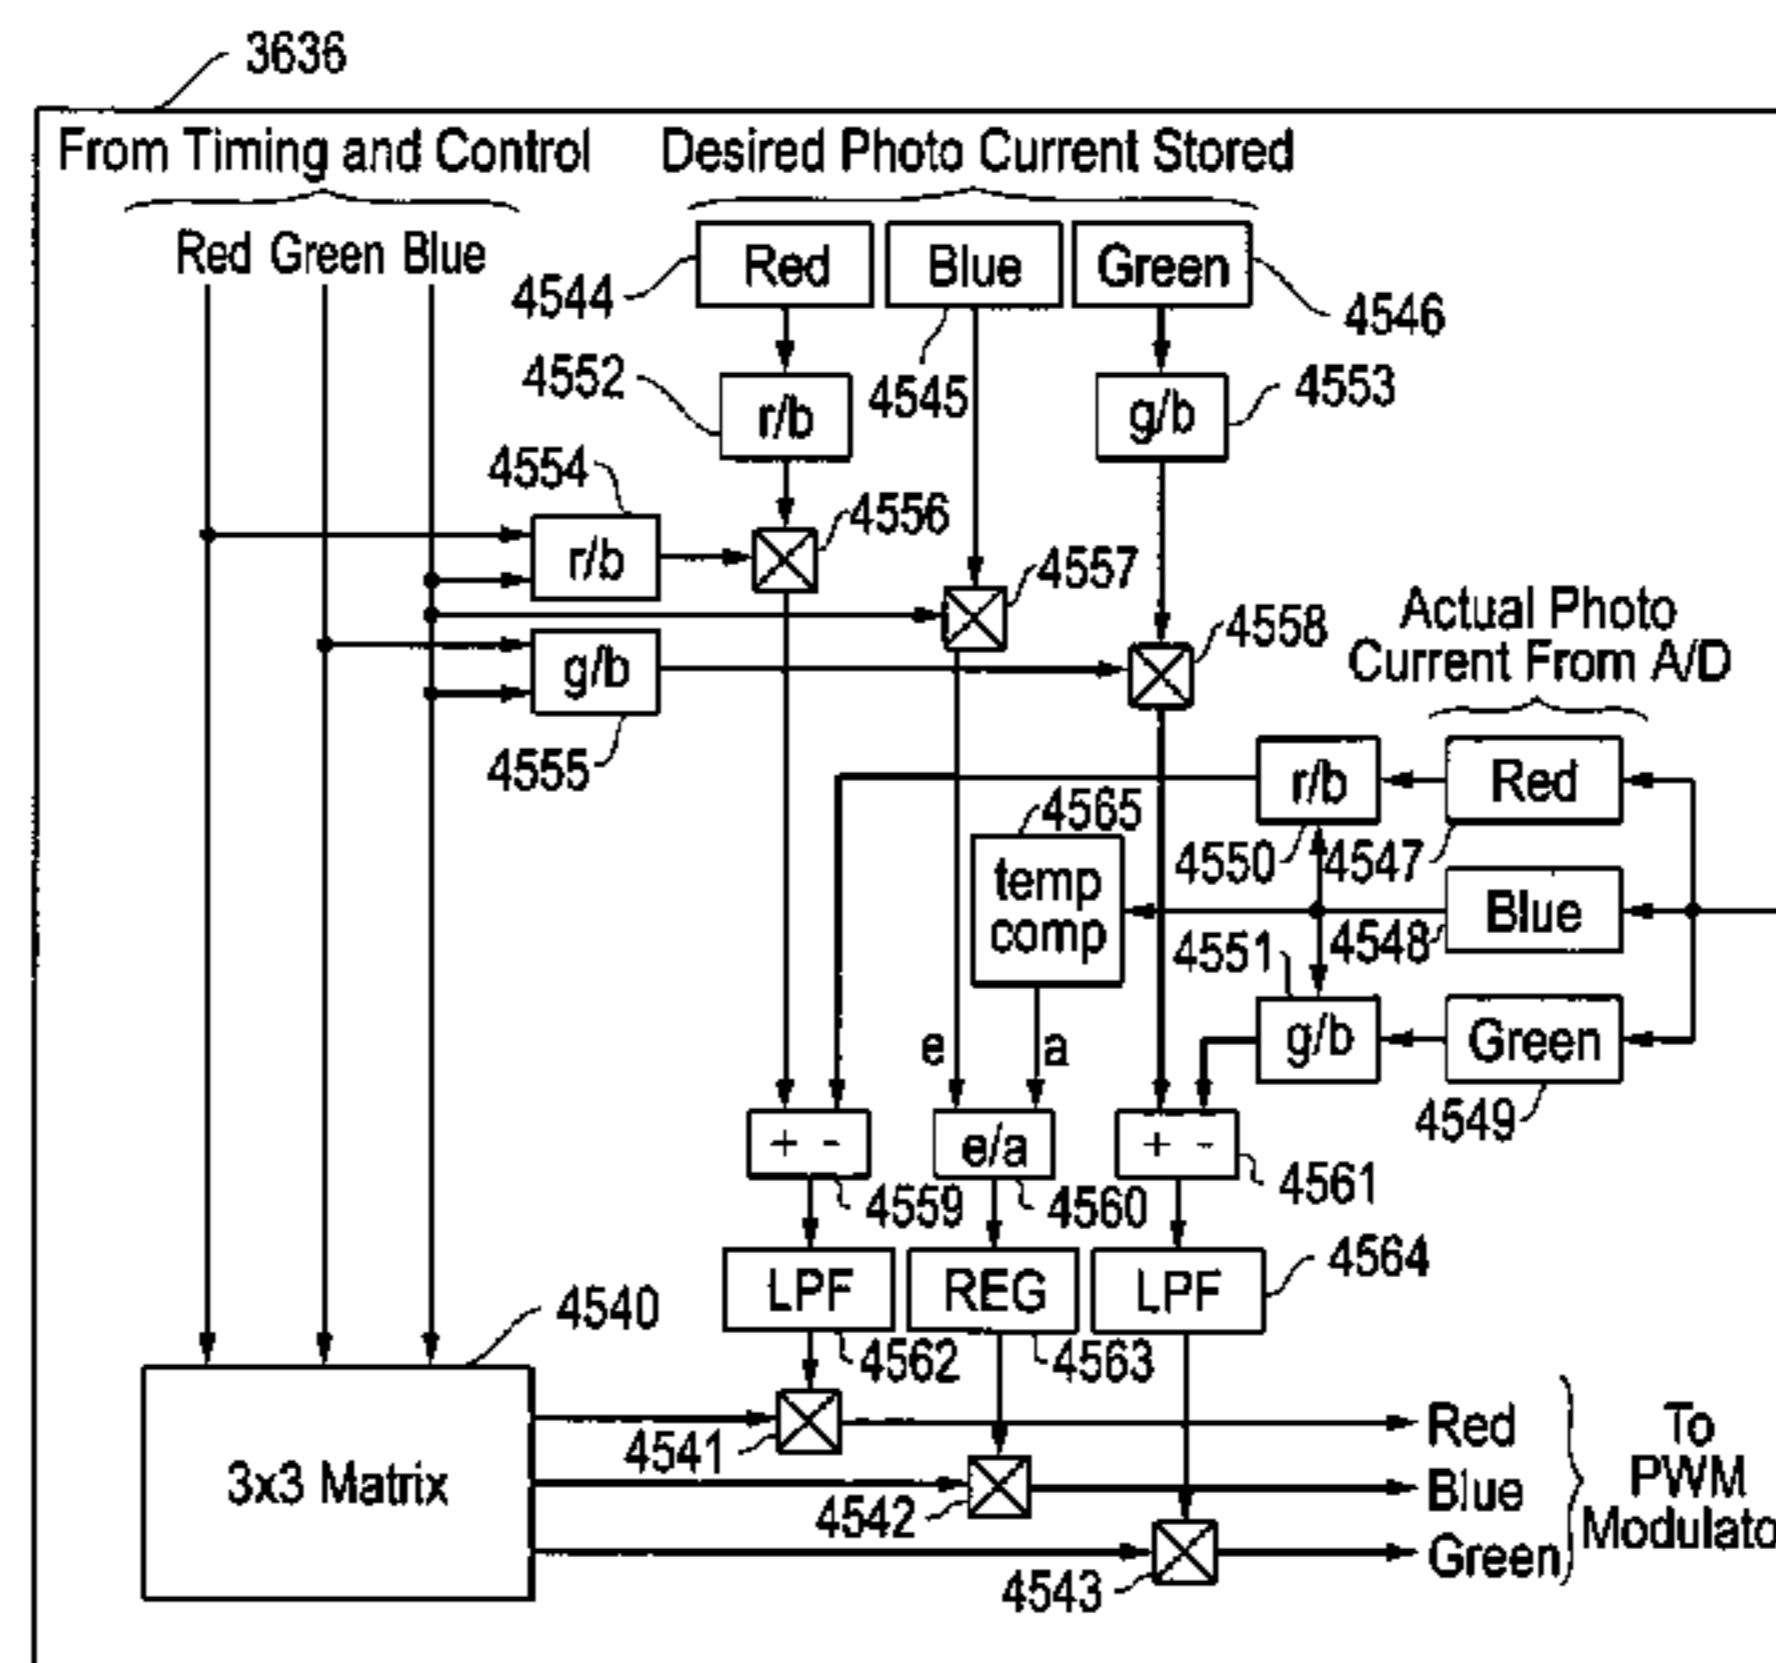 3636
From Timing and Control
Desired Photo Current Stored
Red Green Blue
Red
Blue
Green
4544
4546
4552
4545
4553
r/b
g/b
4554
4556
r/b
4557
4558
g/b
4555
Actual Photo
Current From A/D
r/b
Red
4565
4550
4547
temp
comp
Blue
4551
4548
e
a
g/b
Green
4549
+ -
e/a
+ -
4559
4560
4561
LPF
REG
LPF
4564
4540
4562
4563
3x3 Matrix
4541
4542
4543
Red
Blue
Green
To
PWM
Modulato